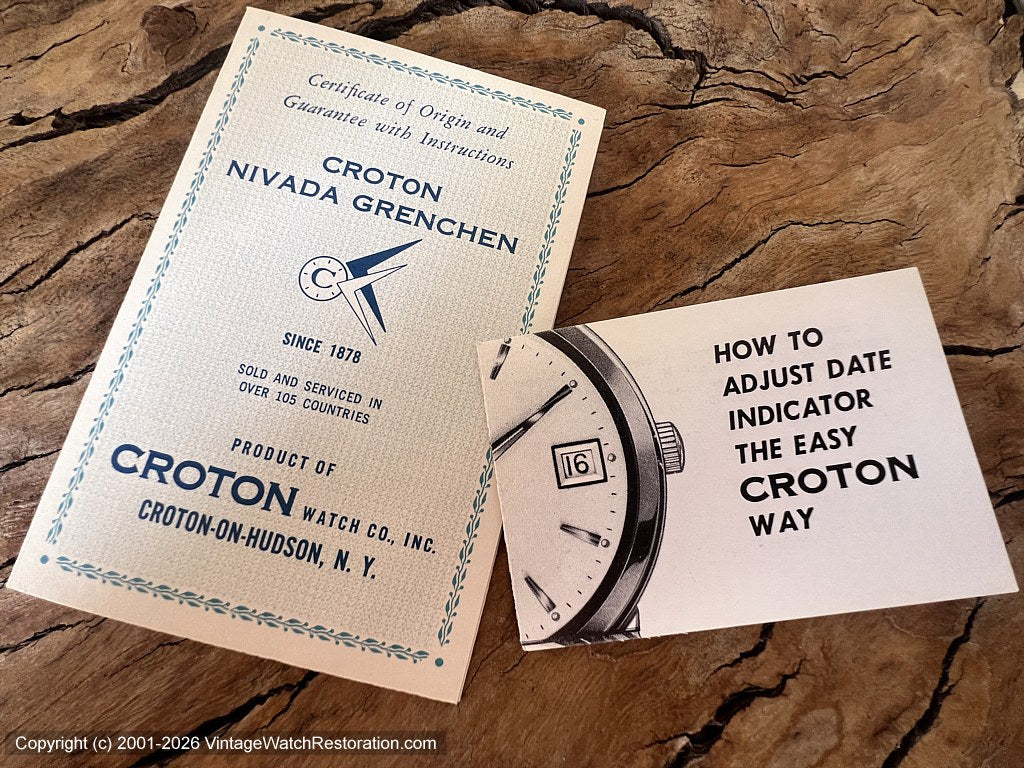 Certificate of Origin and
Guarantee with Instructions
CROTON
NIVADA GRENCHEN
C
SINCE 1878
SOLD AND SERVICED IN
OVER 105 COUNTRIES
PRODUCT OF
CROTON WATCH CO., INC.
CROTON-ON-HUDSON, N. Y.
HOW TO
ADJUST DATE
INDICATOR
THE EASY
CROTON
WAY
16
Copyright (c) 2001-2026 VintageWatchRestoration.com